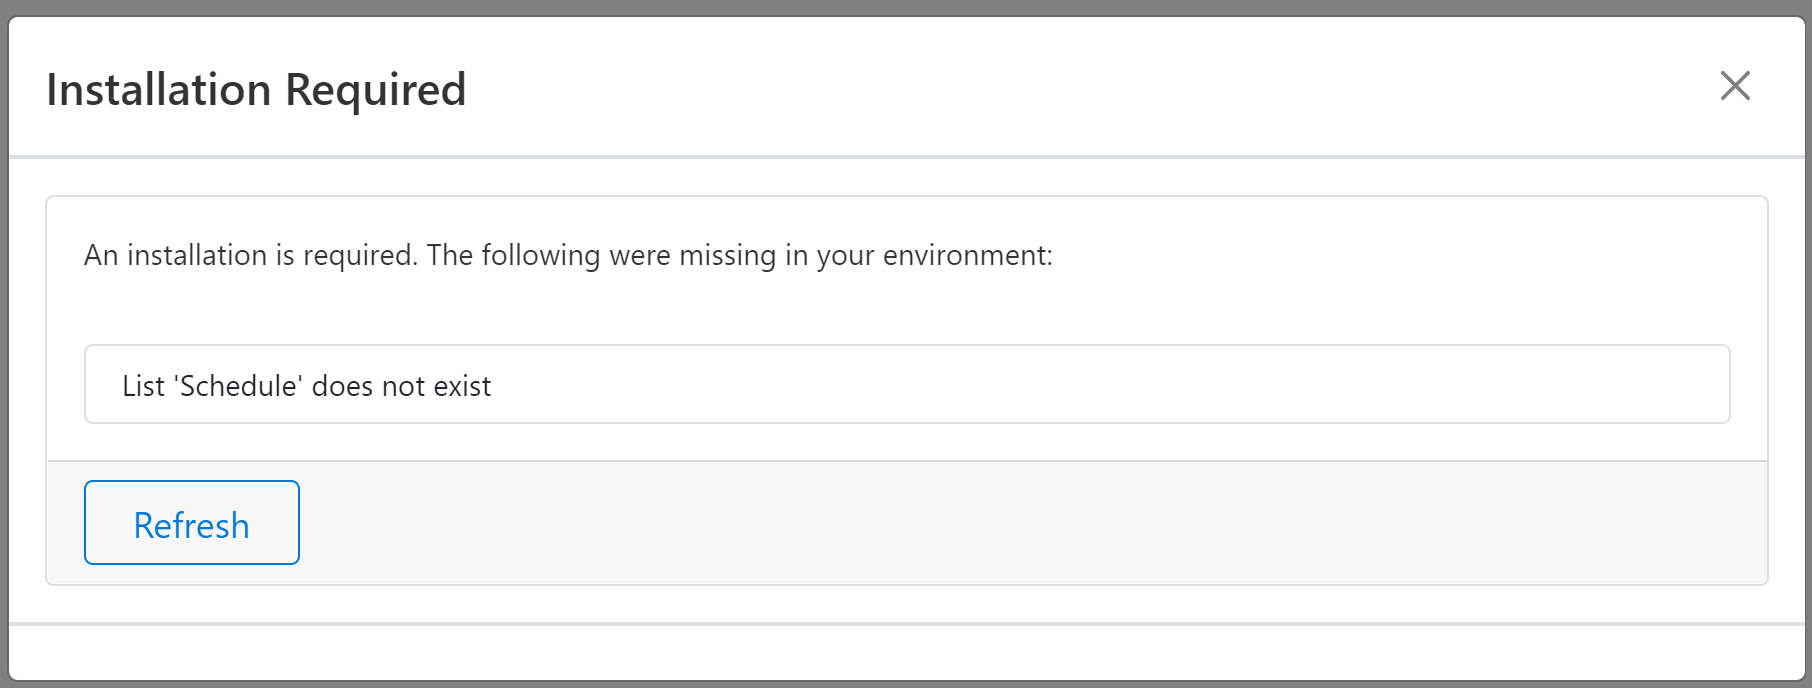 Installation Required
An installation is required. The following were missing in your environment:
List 'Schedule' does not exist
Refresh